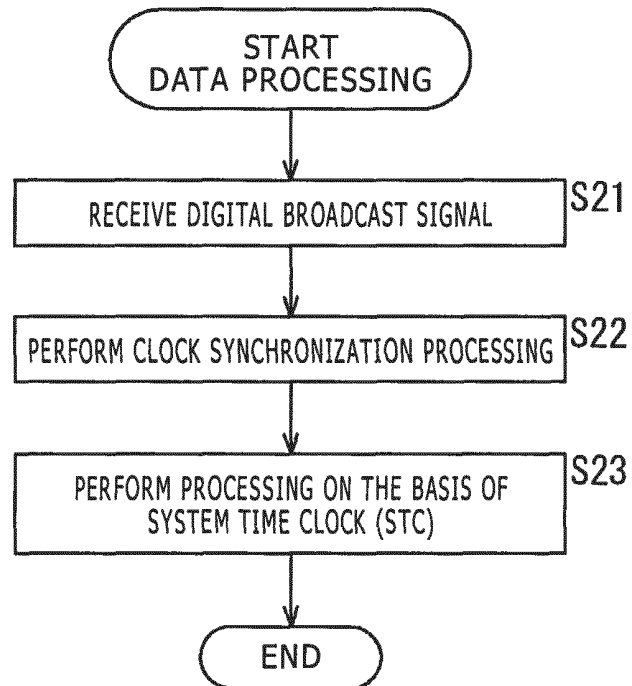 START
DATA PROCESSING
RECEIVE DIGITAL BROADCAST SIGNAL
S21
PERFORM CLOCK SYNCHRONIZATION PROCESSING
S22
PERFORM PROCESSING ON THE BASIS OF
SYSTEM TIME CLOCK (STC)
S23
END